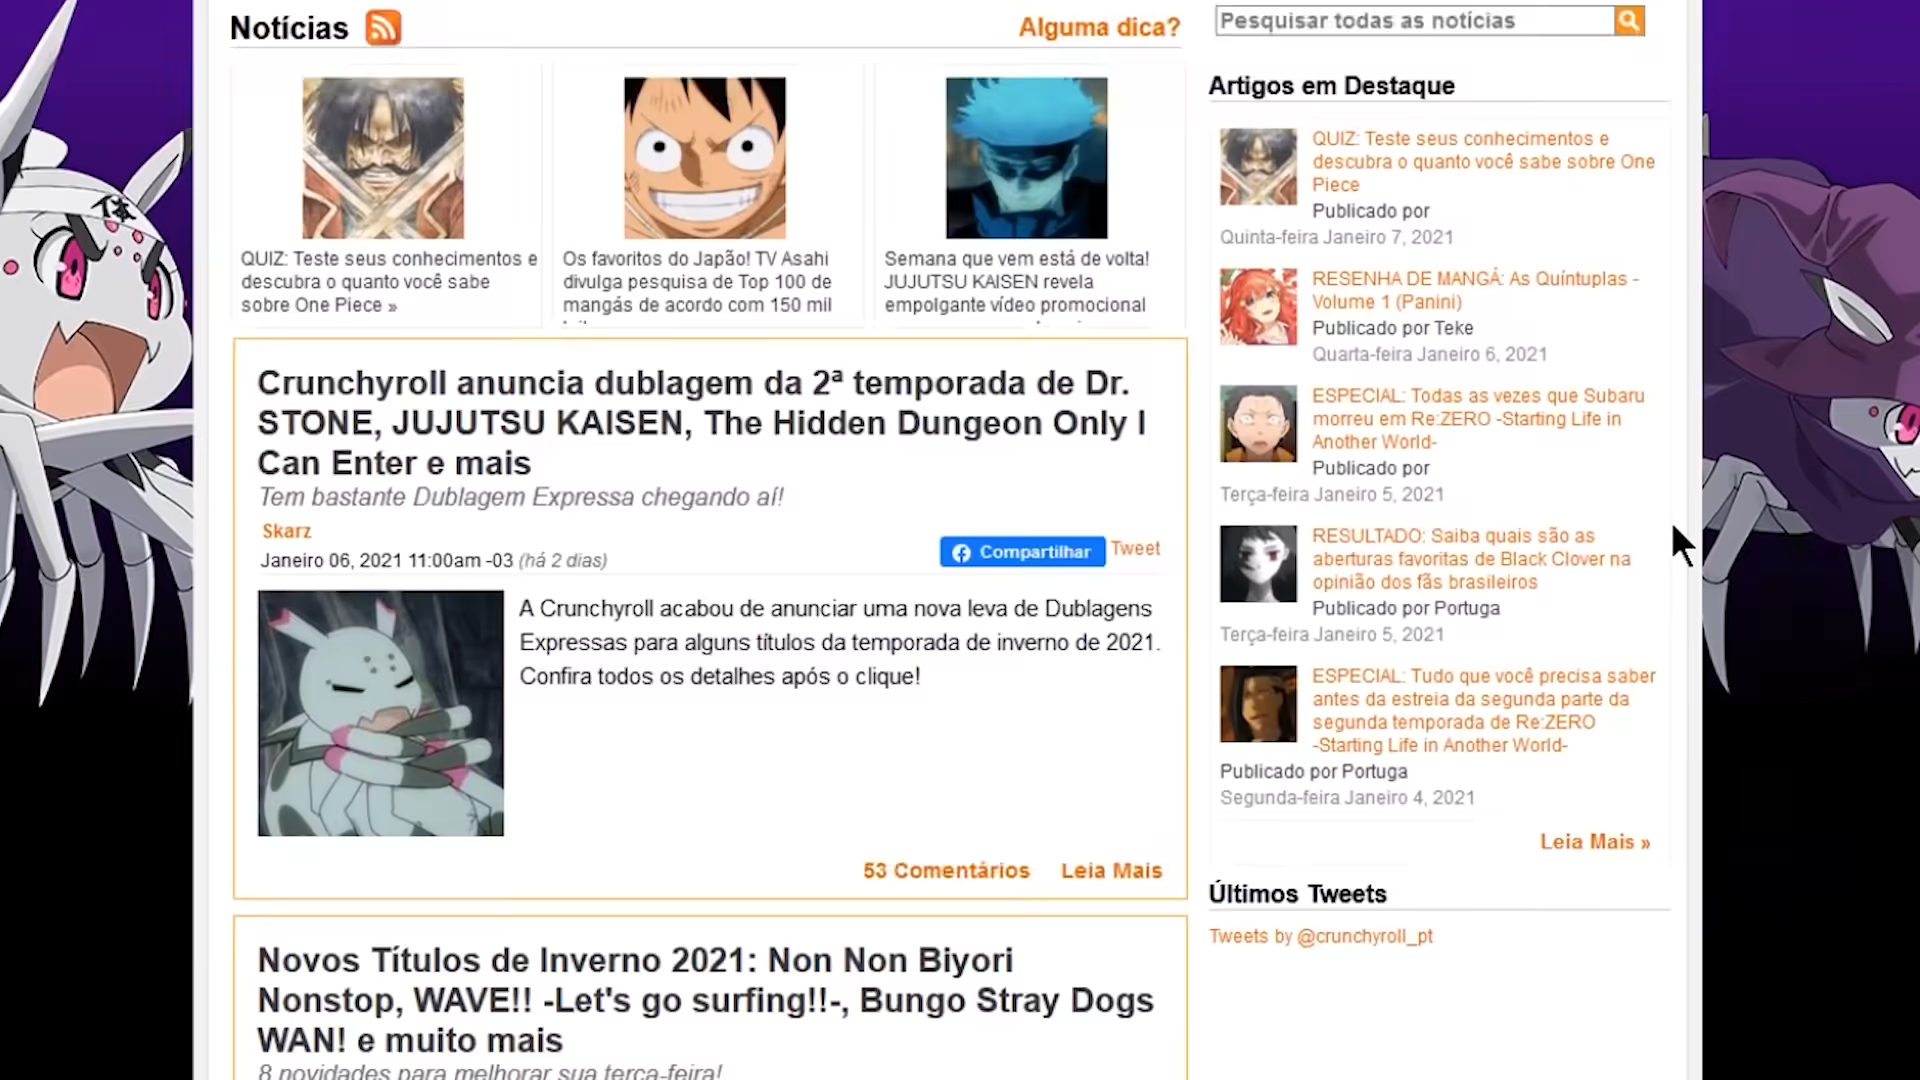 Notícias
Alguma dica?
Pesquisar todas as notícias
QUIZ: Teste seus conhecimentos e
descubra o quanto você sabe
sobre One Piece »
Os favoritos do Japão! TV Asahi
divulga pesquisa de Top 100 de
mangás de acordo com 150 mil
Semana que vem está de volta!
JUJUTSU KAISEN revela
empolgante vídeo promocional
Crunchyroll anuncia dublagem da 2ª temporada de Dr.
STONE, JUJUTSU KAISEN, The Hidden Dungeon Only I
Can Enter e mais
Tem bastante Dublagem Expressa chegando aí!
Skarz
Janeiro 06, 2021 11:00am -03 (há 2 dias)
Compartilhar
Tweet
A Crunchyroll acabou de anunciar uma nova leva de Dublagens
Expressas para alguns títulos da temporada de inverno de 2021.
Confira todos os detalhes após o clique!
53 Comentários
Leia Mais
Novos Títulos de Inverno 2021: Non Non Biyori
Nonstop, WAVE!! -Let's go surfing!!-, Bungo Stray Dogs
WAN! e muito mais
8 novidades para melhorar sua terça-feira!
Artigos em Destaque
QUIZ: Teste seus conhecimentos e
descubra o quanto você sabe sobre One
Piece
Publicado por
Quinta-feira Janeiro 7, 2021
RESENHA DE MANGÁ: As Quíntuplas -
Volume 1 (Panini)
Publicado por Teke
Quarta-feira Janeiro 6, 2021
ESPECIAL: Todas as vezes que Subaru
morreu em Re:ZERO -Starting Life in
Another World-
Publicado por
Terça-feira Janeiro 5, 2021
RESULTADO: Saiba quais são as
aberturas favoritas de Black Clover na
opinião dos fãs brasileiros
Publicado por Portuga
Terça-feira Janeiro 5, 2021
ESPECIAL: Tudo que você precisa saber
antes da estreia da segunda parte da
segunda temporada de Re:ZERO
-Starting Life in Another World-
Publicado por Portuga
Segunda-feira Janeiro 4, 2021
Leia Mais »
Últimos Tweets
Tweets by @crunchyroll_pt